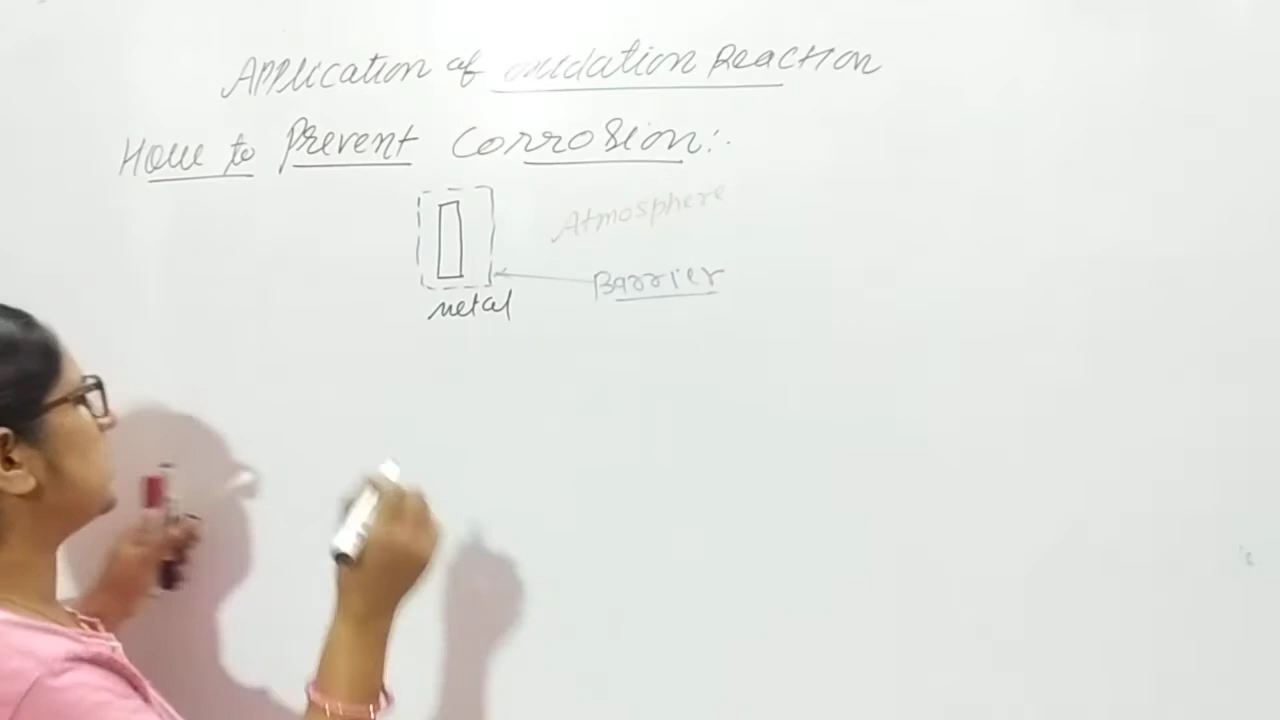 Application of oxidation Reaction
How to Prevent Corrosion:.
Atmosphere
Barrier
metal